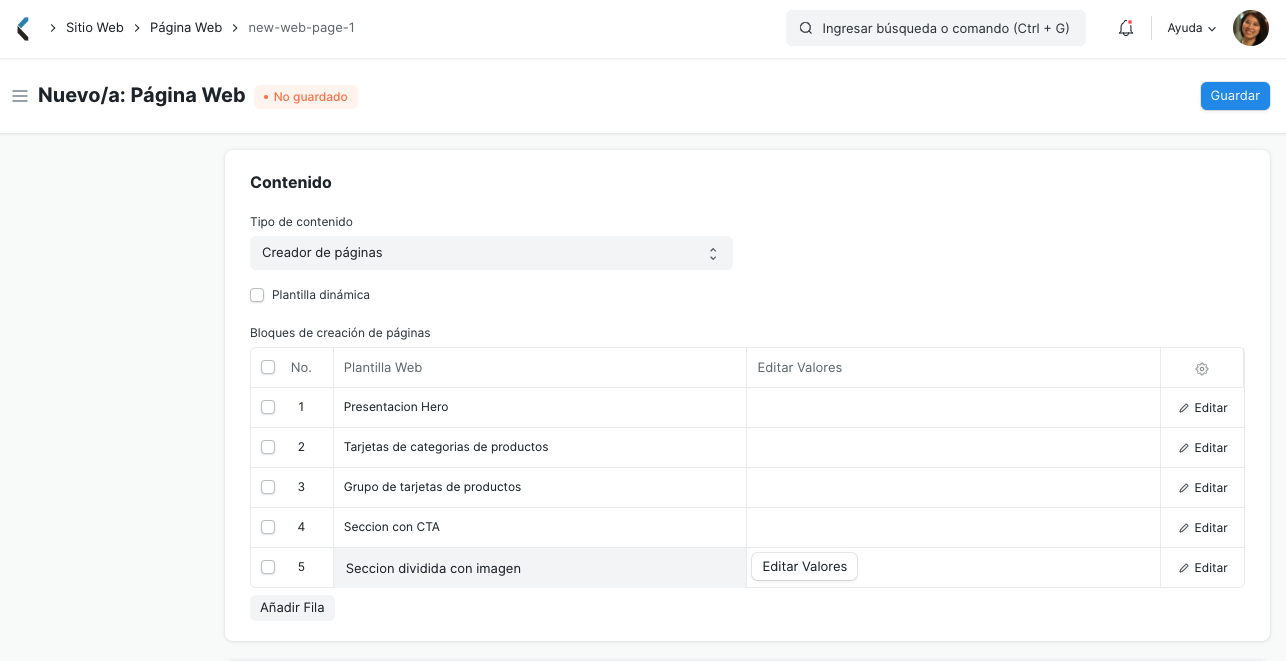 Sitio Web Página Web new-web-page-1 Ingresar búsqueda o comando (Ctrl + G) Ayuda
Nuevo/a: Página Web • No guardado Guardar
Contenido
Tipo de contenido
Creador de páginas
Plantilla dinámica
Bloques de creación de páginas
No. Plantilla Web Editar Valores
1 Presentacion Hero Editar
2 Tarjetas de categorias de productos Editar
3 Grupo de tarjetas de productos Editar
4 Seccion con CTA Editar
5 Seccion dividida con imagen Editar Valores Editar
Añadir Fila